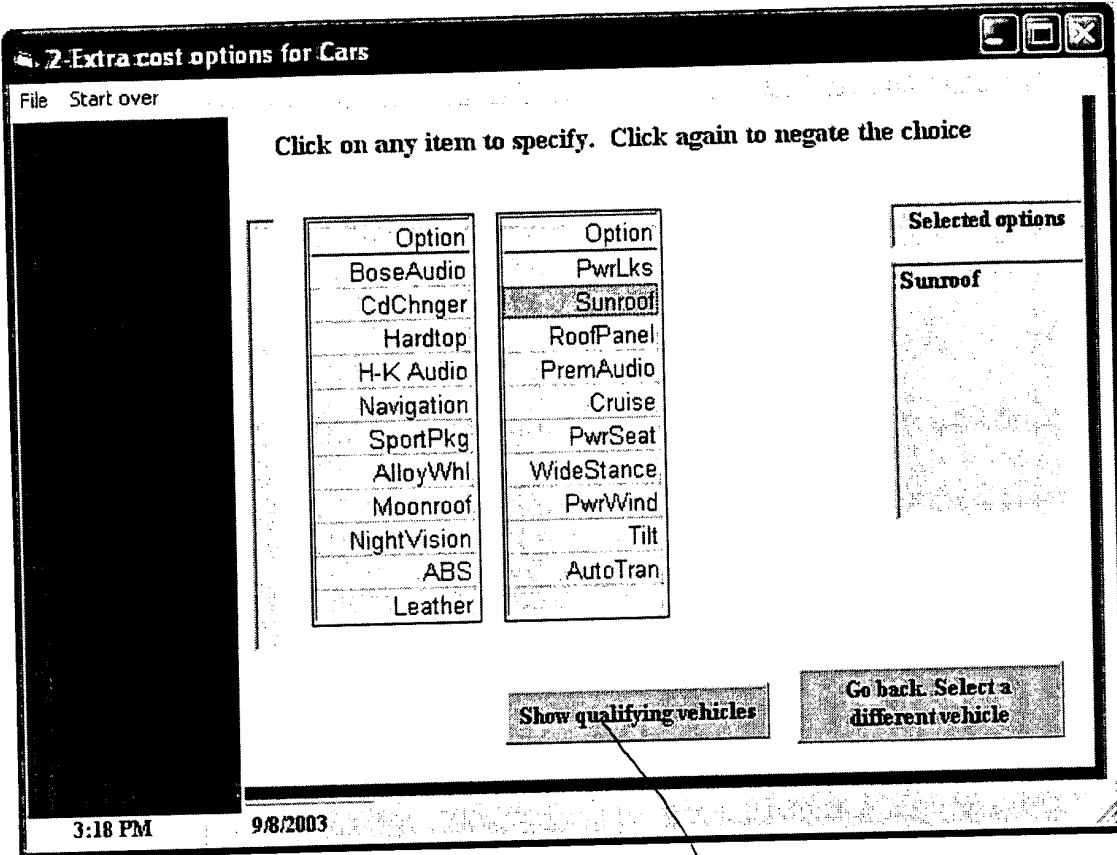 2-Extra cost options for Cars
File Start over
Click on any item to specify. Click again to negate the choice
Option
BoseAudio
CdChnger
Hardtop
H-K Audio
Navigation
SportPkg
AlloyWhl
Moonroof
NightVision
ABS
Leather
Option
PwrLks
Sunroof
RoofPanel
PremAudio
Cruise
PwrSeat
WideStance
PwrWind
Tilt
AutoTran
Selected options
Sunroof
Show qualifying vehicles
Go back. Select a
different vehicle
3:18 PM
9/8/2003